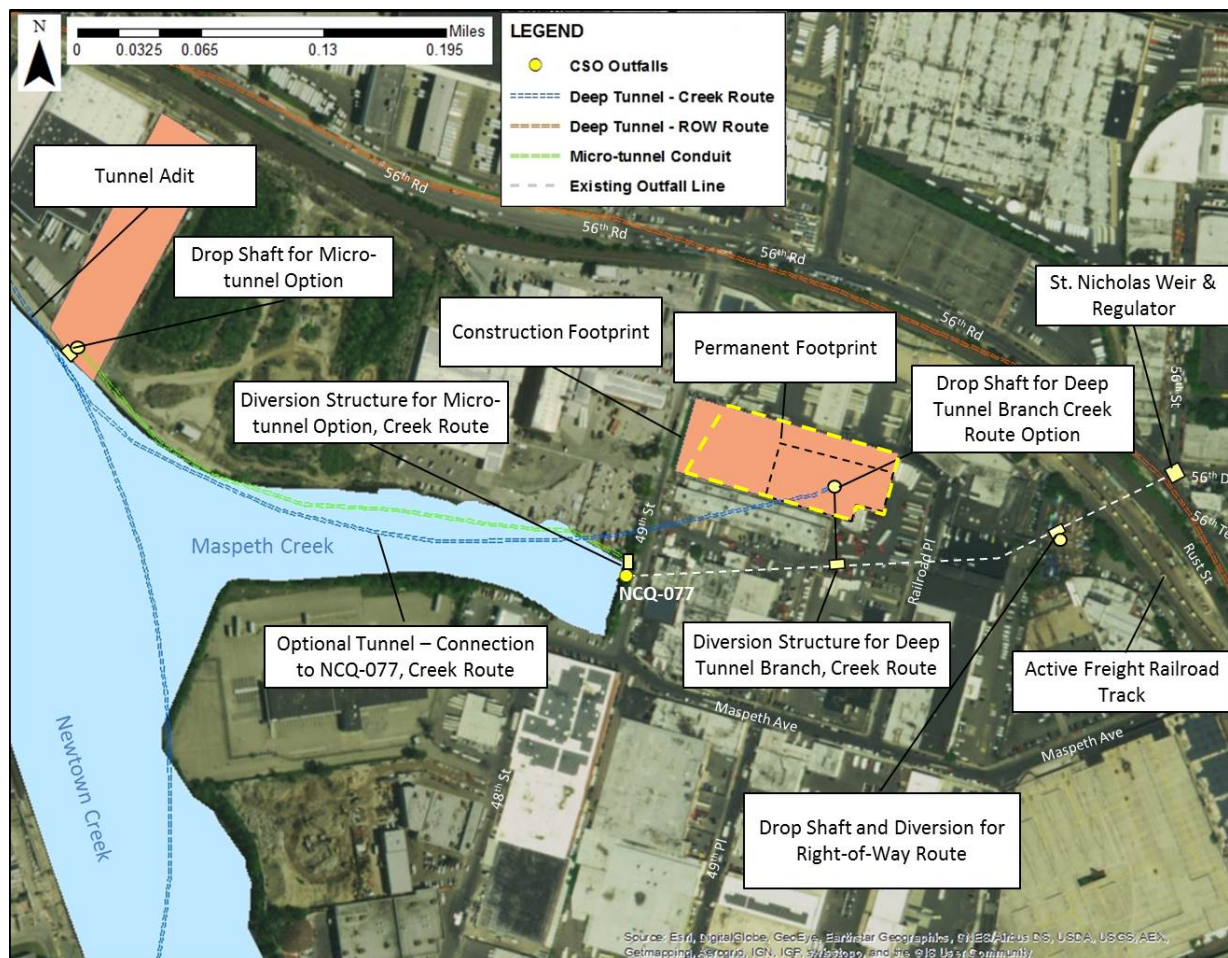 N
Miles
0 0.0325 0.065 0.13 0.195
LEGEND
CSO Outfalls
Deep Tunnel - Creek Route
Deep Tunnel - ROW Route
Micro-tunnel Conduit
Existing Outfall Line
56th Rd
56th Rd
56th Rd
56th Rd
56th Rd
Tunnel Adit
Drop Shaft for Micro-
tunnel Option
Construction Footprint
Permanent Footprint
St. Nicholas Weir &
Regulator
Diversion Structure for Micro-
tunnel Option, Creek Route
Drop Shaft for Deep
Tunnel Branch Creek
Route Option
56th St
56th D
56th Te
Rust St
49th St
Railroad Pl
Maspeth Creek
NCQ-077
Optional Tunnel – Connection
to NCQ-077, Creek Route
Diversion Structure for Deep
Tunnel Branch, Creek Route
Active Freight Railroad
Track
Maspeth Ave
Maspeth Ave
Newtown Creek
48th St
49th Pl
Drop Shaft and Diversion for
Right-of-Way Route
Source: Esri, DigitalGlobe, GeoEye, Earthstar Geographics, CNES/Airbus DS, USDA, USGS, AEX,
Getmapping, Aerogrid, IGN, IGP, swisstopo, and the GIS User Community